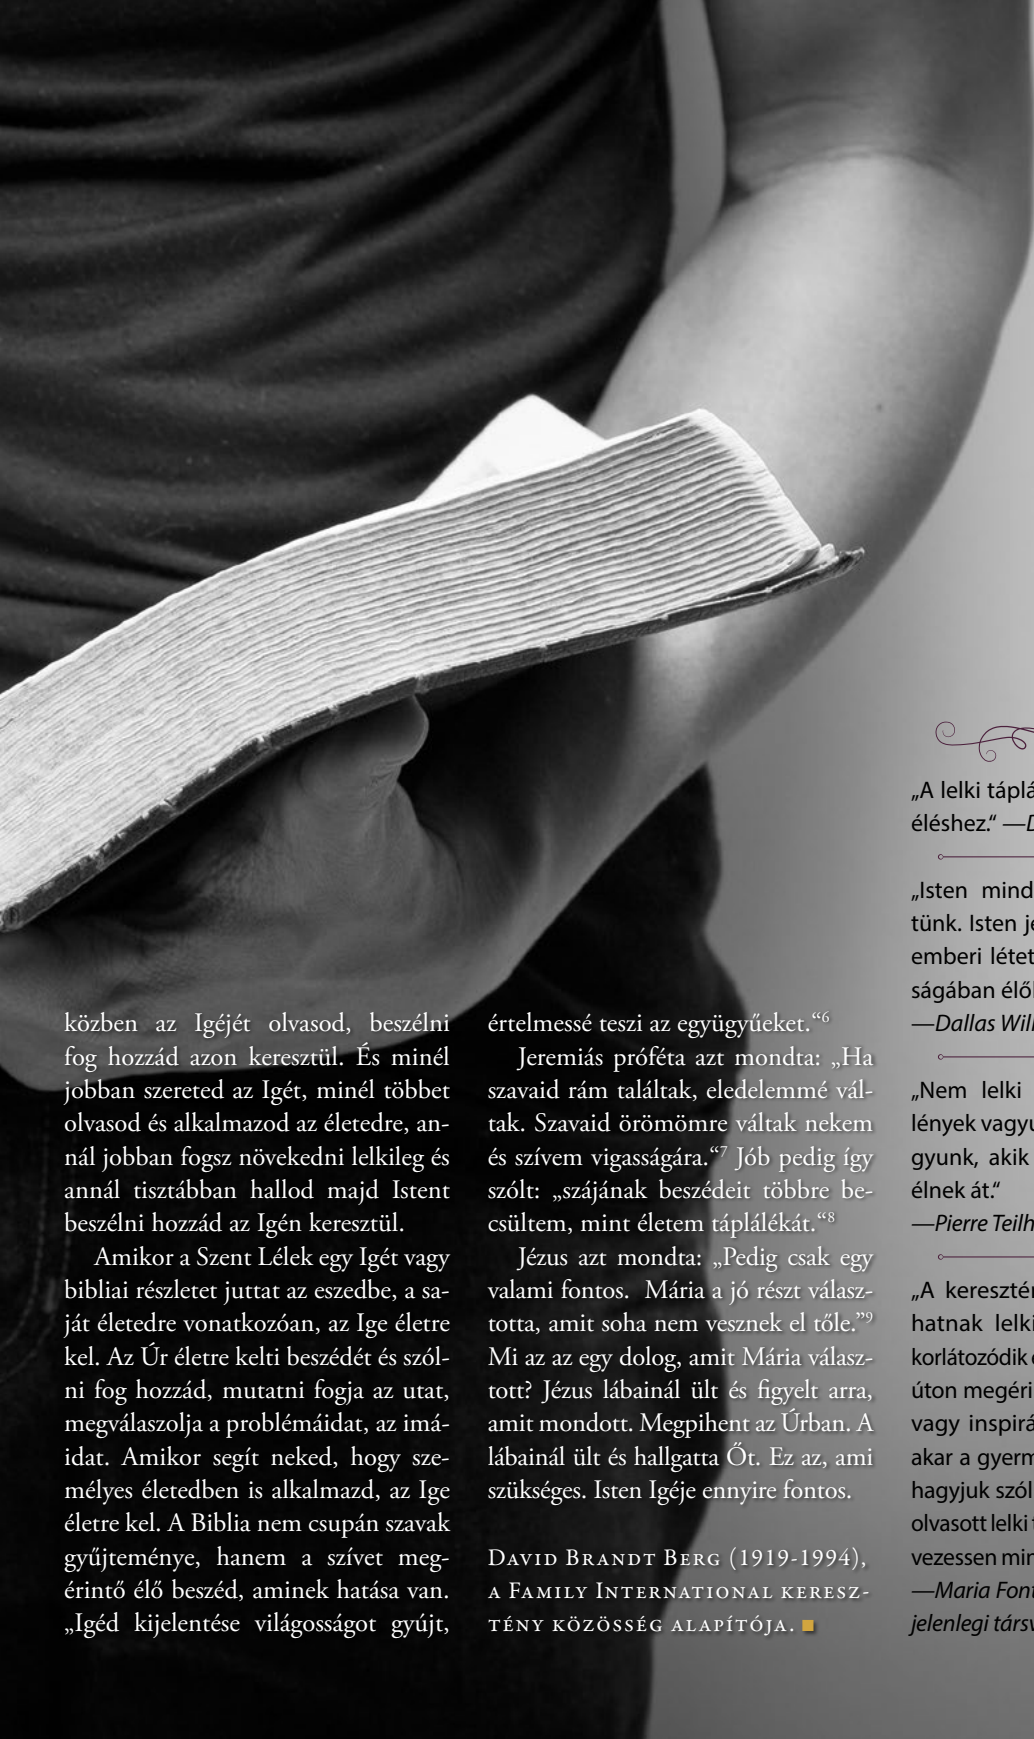 közben az Igéjét olvasod, beszélni
fog hozzád azon keresztül. És minél
jobban szereted az Igét, minél többet
olvasod és alkalmazod az életedre, an-
nál jobban fogsz növekedni lelkileg és
annál tisztábban hallod majd Istent
beszélni hozzád az Igén keresztül.
Amikor a Szent Lélek egy Igét vagy
bibliai részletet juttat az eszedbe, a sa-
ját életedre vonatkozóan, az Ige életre
kel. Az Úr életre kelti beszédét és szól-
ni fog hozzád, mutatni fogja az utat,
megválaszolja a problémáidat, az imá-
idat. Amikor segít neked, hogy sze-
mélyes életedben is alkalmazd, az Ige
életre kel. A Biblia nem csupán szavak
gyűjteménye, hanem a szívet meg-
érintő élő beszéd, aminek hatása van.
„Igéd kijelentése világosságot gyújt,
értelmessé teszi az együgyűeket.“6
Jeremiás próféta azt mondta: „Ha
szavaid rám találtak, eledelemmé vál-
tak. Szavaid örömömre váltak nekem
és szívem vigasságára.“7 Jób pedig így
szólt: „szájának beszédeit többre be-
csültem, mint életem táplálékát.“8
Jézus azt mondta: „Pedig csak egy
valami fontos. Mária a jó részt válasz-
totta, amit soha nem vesznek el tőle.”9
Mi az az egy dolog, amit Mária válasz-
tott? Jézus lábainál ült és figyelt arra,
amit mondott. Megpihent az Úrban. A
lábainál ült és hallgatta Őt. Ez az, ami
szükséges. Isten Igéje ennyire fontos.
David Brandt Berg (1919-1994),
a Family International keresz-
tény közösség alapítója.
„A lelki táplá
éléshez.“ —D
„Isten mind
tünk. Isten je
emberi létet
ságában élő
—Dallas Will
„Nem lelki
lények vagyu
gyunk, akik
élnek át.“
—Pierre Teilh
„A keresztén
hatnak lelki
korlátozódik
úton megéri
vagy inspirá
akar a gyerm
hagyjuk szól
olvasott lelki
vezessen min
—Maria Font
jelenlegi társ